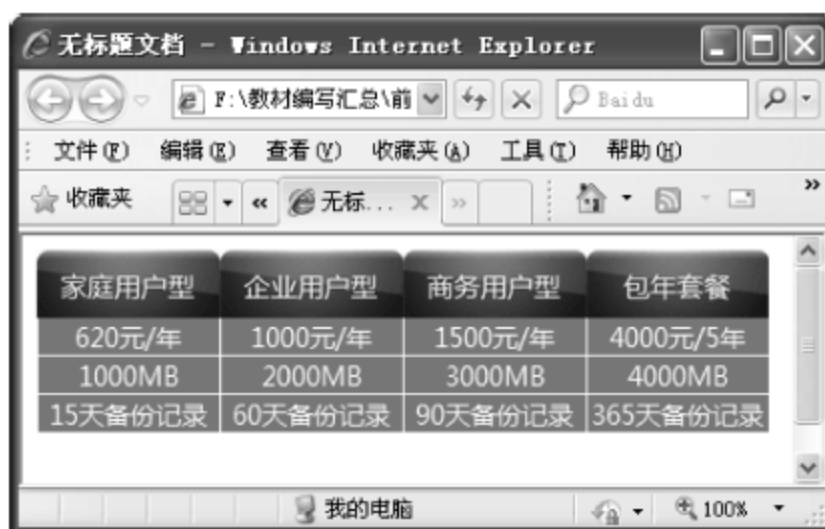 无标题文档 - Windows Internet Explorer
F:\教材编写汇总\前 Baidu
文件(F) 编辑(E) 查看(V) 收藏夹(A) 工具(T) 帮助(H)
收藏夹 无标...
家庭用户型 企业用户型 商务用户型 包年套餐
620元/年 1000元/年 1500元/年 4000元/5年
1000MB 2000MB 3000MB 4000MB
15天备份记录 60天备份记录 90天备份记录 365天备份记录
我的电脑 100%